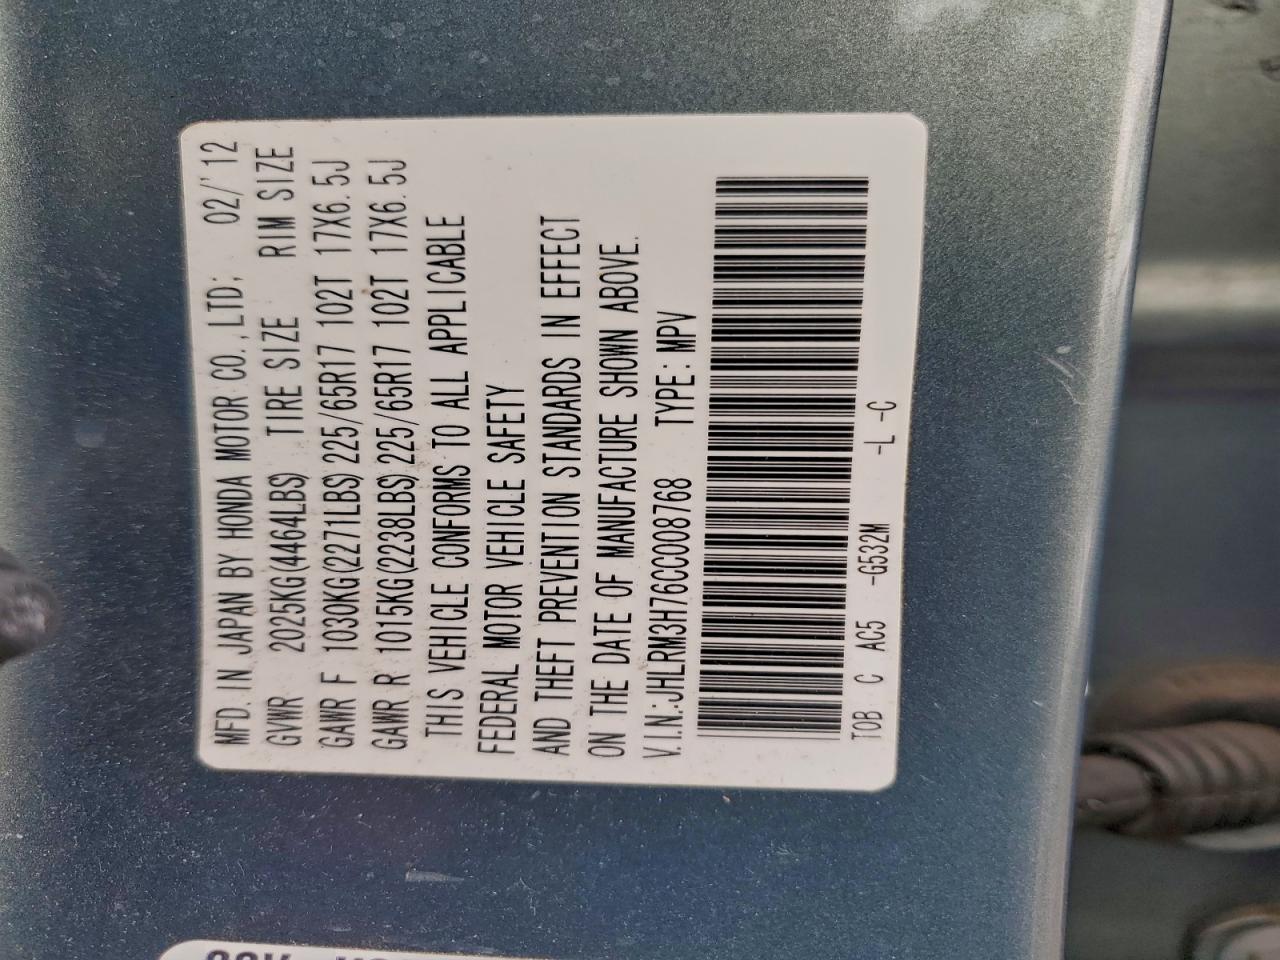 MFD. IN JAPAN BY HONDA MOTOR CO., LTD; 02/'12
GVWR 2025KG(4464LBS) TIRE SIZE RIM SIZE
GAWR F 1030KG(2271LBS) 225/65R17 102T 17X6.5J
GAWR R 1015KG(2238LBS) 225/65R17 102T 17X6.5J
THIS VEHICLE CONFORMS TO ALL APPLICABLE
FEDERAL MOTOR VEHICLE SAFETY
AND THEFT PREVENTION STANDARDS IN EFFECT
ON THE DATE OF MANUFACTURE SHOWN ABOVE.
V.I.N.:JHLRM3H76CC008768 TYPE: MPV
TOB C AC5 -G532M -L -C